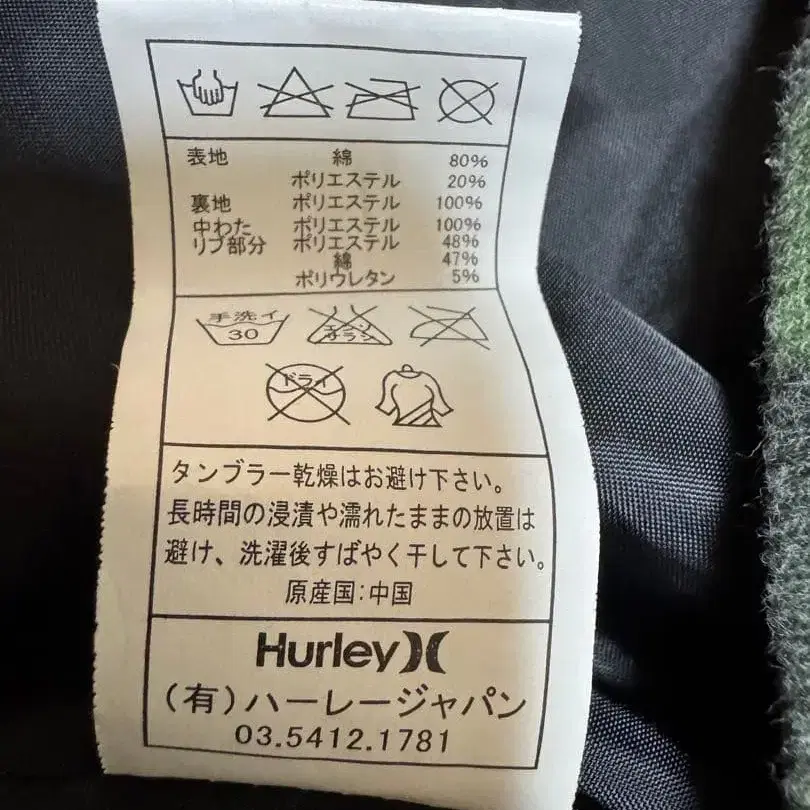 表地 綿 80%
ポリエステル 20%
裏地 ポリエステル 100%
中わた ポリエステル 100%
リブ部分 ポリエステル 48%
綿 47%
ポリウレタン 5%
手洗イ
30
エンソ
サラシ
ドライ
タンブラー乾燥はお避け下さい。
長時間の浸漬や濡れたままの放置は
避け、洗濯後すばやく干して下さい。
原産国:中国
Hurley
(有)ハーレージャパン
03.5412.1781